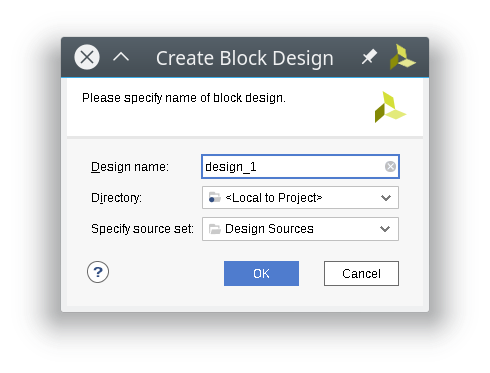 Create Block Design
Please specify name of block design.
Design name: design_1
Directory: <Local to Project>
Specify source set: Design Sources
? OK Cancel